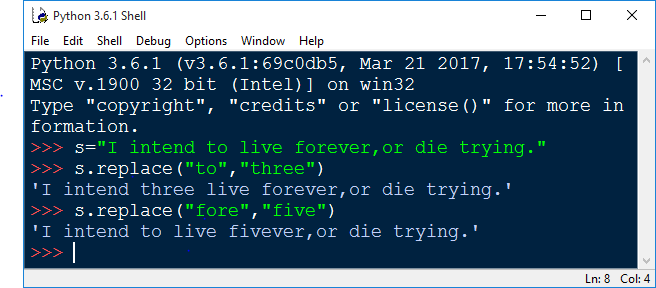 Python 3.6.1 Shell
File Edit Shell Debug Options Window Help
Python 3.6.1 (v3.6.1:69c0db5, Mar 21 2017, 17:54:52) [
MSC v.1900 32 bit (Intel)] on win32
Type "copyright", "credits" or "license()" for more in
formation.
>>> s="I intend to live forever,or die trying."
>>> s.replace("to","three")
'I intend three live forever,or die trying.'
>>> s.replace("fore","five")
'I intend to live fivever,or die trying.'
>>>
Ln: 8 Col: 4